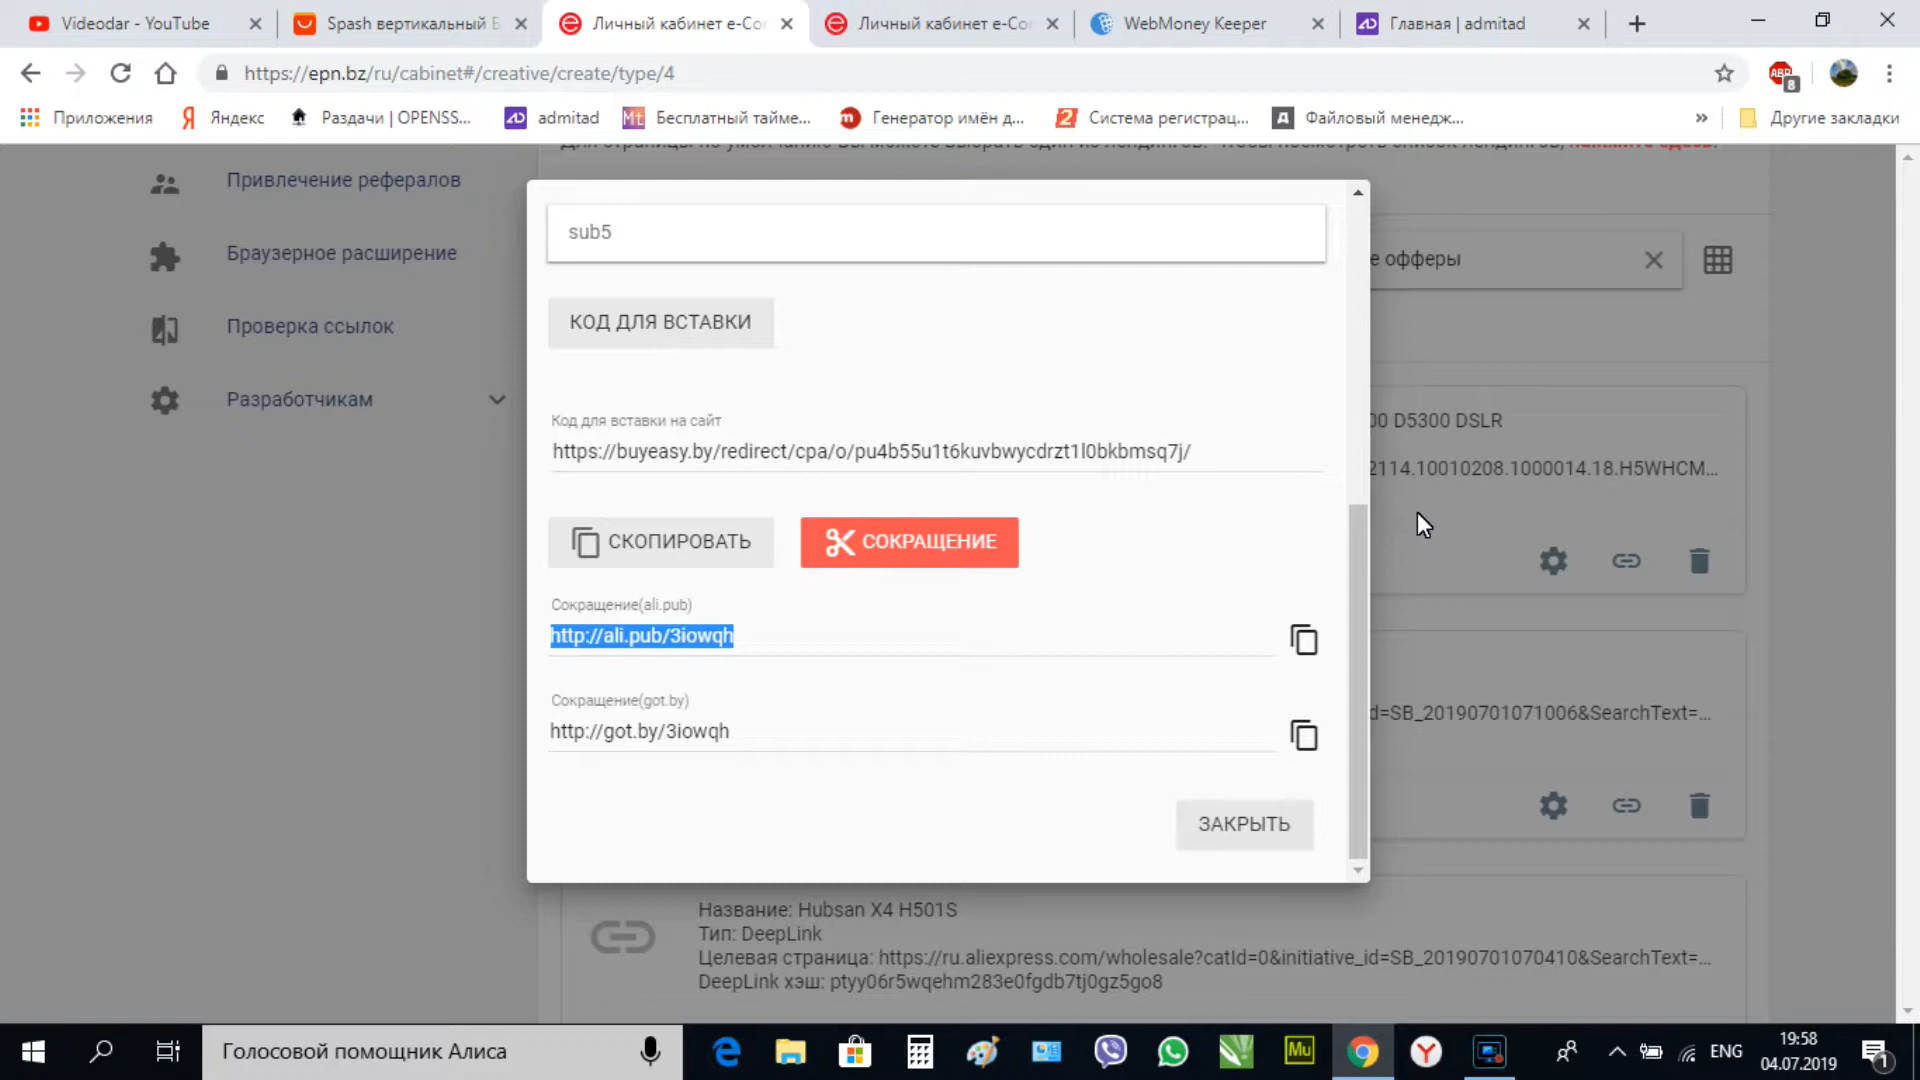 Videodar - YouTube
Spash вертикальный Б
Личный кабинет e-Co
Личный кабинет e-Co
WebMoney Keeper
Главная | admitad
https://epn.bz/ru/cabinet#/creative/create/type/4
ABP
8
Приложения
Яндекс
Раздачи | OPENSS...
admitad
Бесплатный тайме...
Генератор имён д...
Система регистрац...
Файловый менедж...
»
Другие закладки
Привлечение рефералов
Браузерное расширение
Проверка ссылок
Разработчикам
sub5
КОД ДЛЯ ВСТАВКИ
Код для вставки на сайт
https://buyeasy.by/redirect/cpa/o/pu4b55u1t6kuvbwycdrzt1l0bkbmsq7j/
СКОПИРОВАТЬ
СОКРАЩЕНИЕ
Сокращение(ali.pub)
http://ali.pub/3iowqh
Сокращение(got.by)
http://got.by/3iowqh
ЗАКРЫТЬ
е офферы
00 D5300 DSLR
2114.10010208.1000014.18.H5WHCM...
d=SB_20190701071006&SearchText=...
Название: Hubsan X4 H501S
Тип: DeepLink
Целевая страница: https://ru.aliexpress.com/wholesale?catId=0&initiative_id=SB_20190701070410&SearchText=...
DeepLink хэш: ptyy06r5wqehm283e0fgdb7tj0gz5go8
Голосовой помощник Алиса
Mu
ENG
19:58
04.07.2019
1